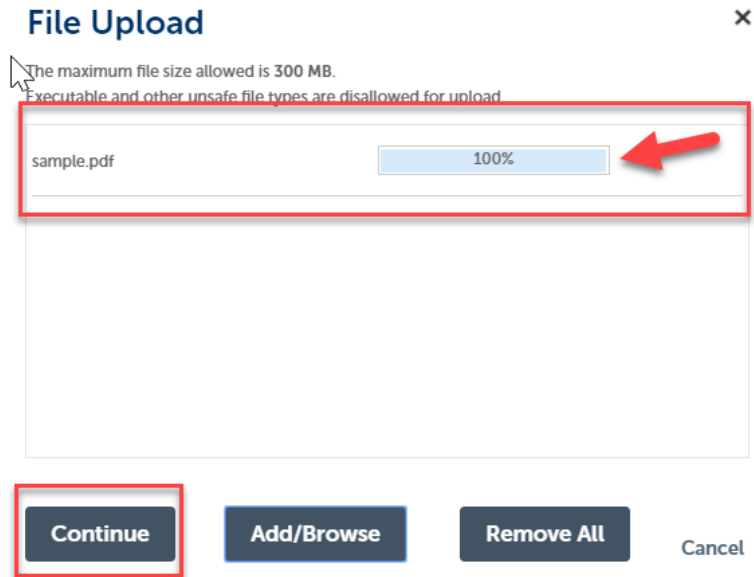 File Upload
The maximum file size allowed is 300 MB.
Executable and other unsafe file types are disallowed for upload
sample.pdf 100%
Continue Add/Browse Remove All Cancel